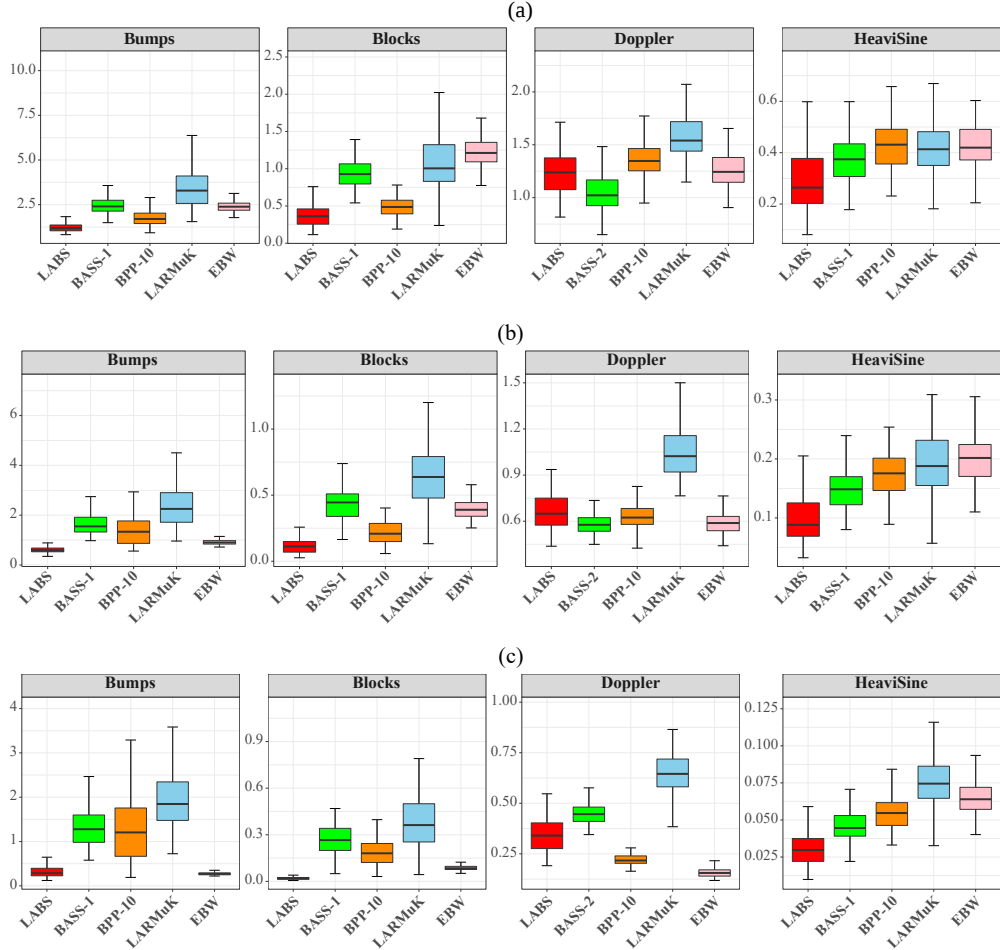 (a)
Bumps Blocks Doppler HeaviSine
10.0
7.5
5.0
2.5
2.5
2.0
1.5
1.0
0.5
0.0
2.0
1.5
1.0
0.6
0.4
0.2
LABS BASS-1 BPP-10 LARMuK EBW
LABS BASS-1 BPP-10 LARMuK EBW
LABS BASS-2 BPP-10 LARMuK EBW
LABS BASS-1 BPP-10 LARMuK EBW
(b)
Bumps Blocks Doppler HeaviSine
6
4
2
0
1.0
0.5
0.0
1.5
1.2
0.9
0.6
0.3
0.2
0.1
LABS BASS-1 BPP-10 LARMuK EBW
LABS BASS-1 BPP-10 LARMuK EBW
LABS BASS-2 BPP-10 LARMuK EBW
LABS BASS-1 BPP-10 LARMuK EBW
(c)
Bumps Blocks Doppler HeaviSine
4
3
2
1
0
0.9
0.6
0.3
0.0
1.00
0.75
0.50
0.25
0.125
0.100
0.075
0.050
0.025
LABS BASS-1 BPP-10 LARMuK EBW
LABS BASS-1 BPP-10 LARMuK EBW
LABS BASS-2 BPP-10 LARMuK EBW
LABS BASS-1 BPP-10 LARMuK EBW